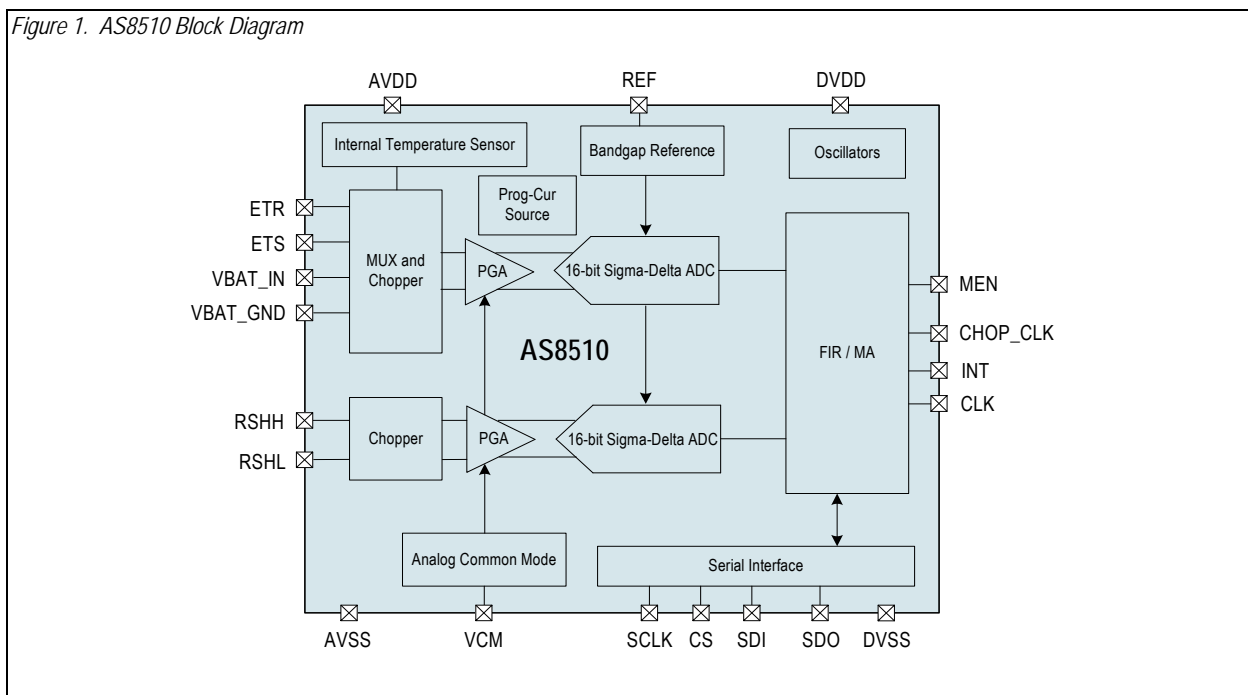 Figure 1. AS8510 Block Diagram
AVDD
REF
DVDD
Internal Temperature Sensor
Bandgap Reference
Oscillators
Prog-Cur
Source
ETR
ETS
VBAT_IN
VBAT_GND
MUX and
Chopper
PGA
16-bit Sigma-Delta ADC
AS8510
FIR / MA
MEN
CHOP_CLK
INT
CLK
RSHH
RSHL
Chopper
PGA
16-bit Sigma-Delta ADC
Analog Common Mode
Serial Interface
AVSS
VCM
SCLK
CS
SDI
SDO
DVSS